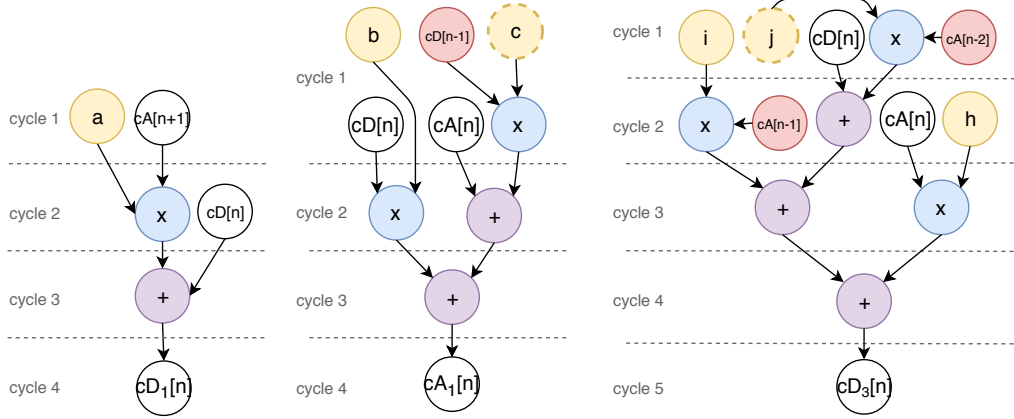 cycle 1
a
cA[n+1]
cycle 2
x
cD[n]
cycle 3
+
cycle 4
cD₁[n]
b
cD[n-1]
c
cycle 1
cD[n]
cA[n]
x
cycle 2
x
+
cycle 3
+
cycle 4
cA₁[n]
cycle 1
i
j
cD[n]
x
cA[n-2]
cycle 2
x
cA[n-1]
+
cA[n]
h
cycle 3
+
x
cycle 4
+
cycle 5
cD₃[n]